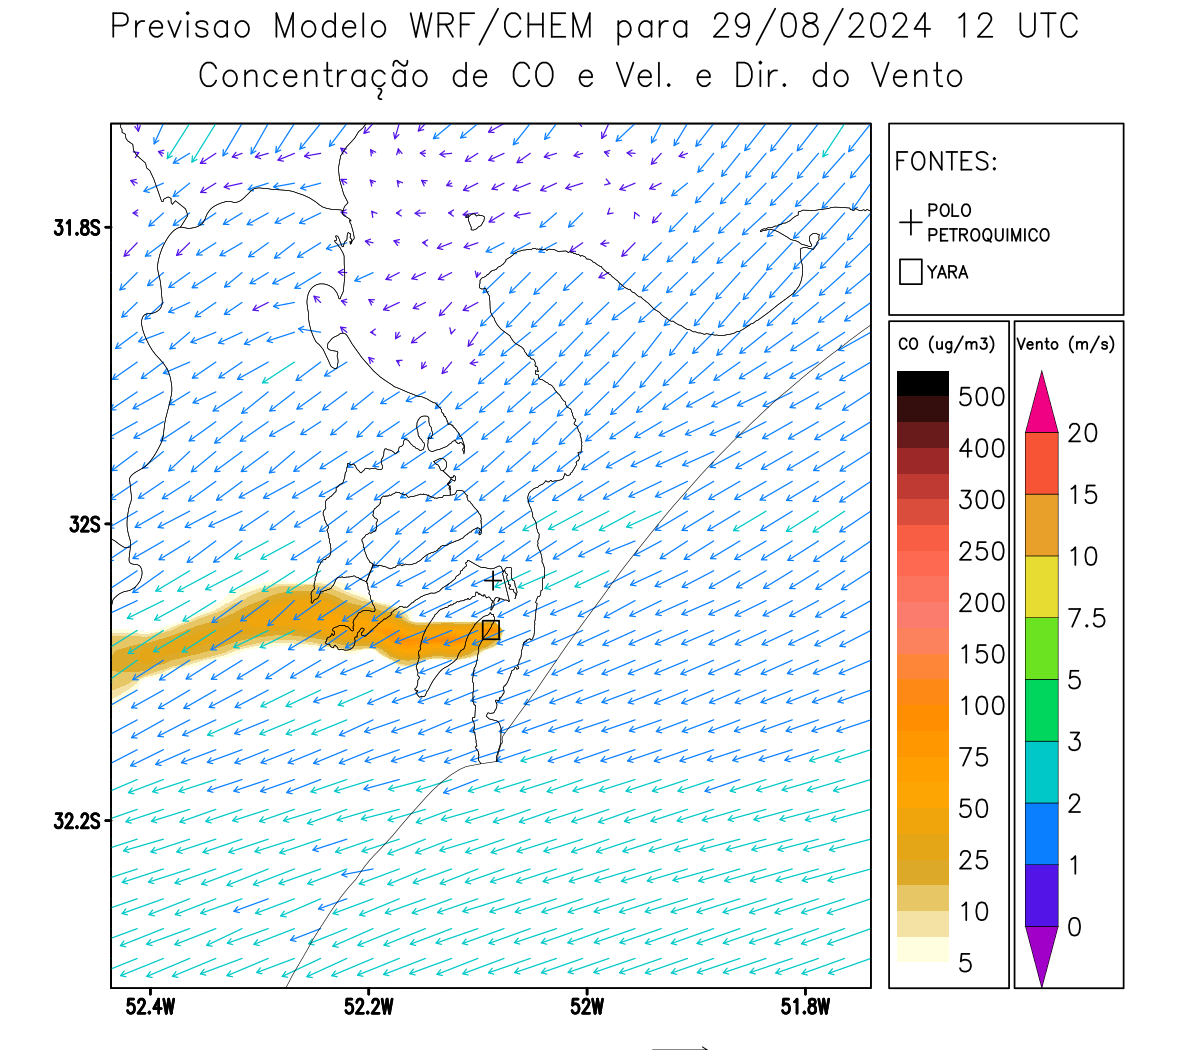 Previsao Modelo WRF/CHEM para 29/08/2024 12 UTC
Concentração de CO e Vel. e Dir. do Vento
FONTES:
POLO
PETROQUIMICO
YARA
31.8S
32S
32.2S
52.4W
52.2W
52W
51.8W
CO (ug/m3)
500
400
300
250
200
150
100
75
50
25
10
5
Vento (m/s)
20
15
10
7.5
5
3
2
1
0